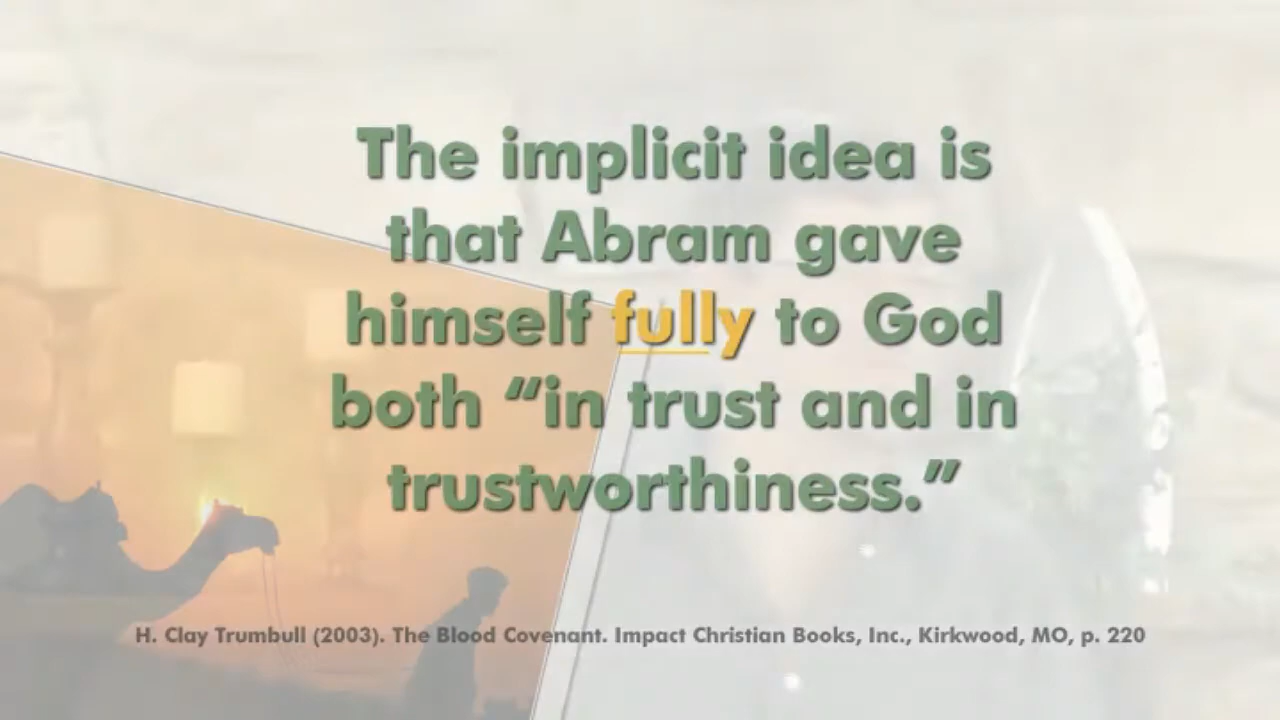 The implicit idea is
that Abram gave
himself fully to God
both “in trust and in
trustworthiness.”
H. Clay Trumbull (2003). The Blood Covenant. Impact Christian Books, Inc., Kirkwood, MO, p. 220